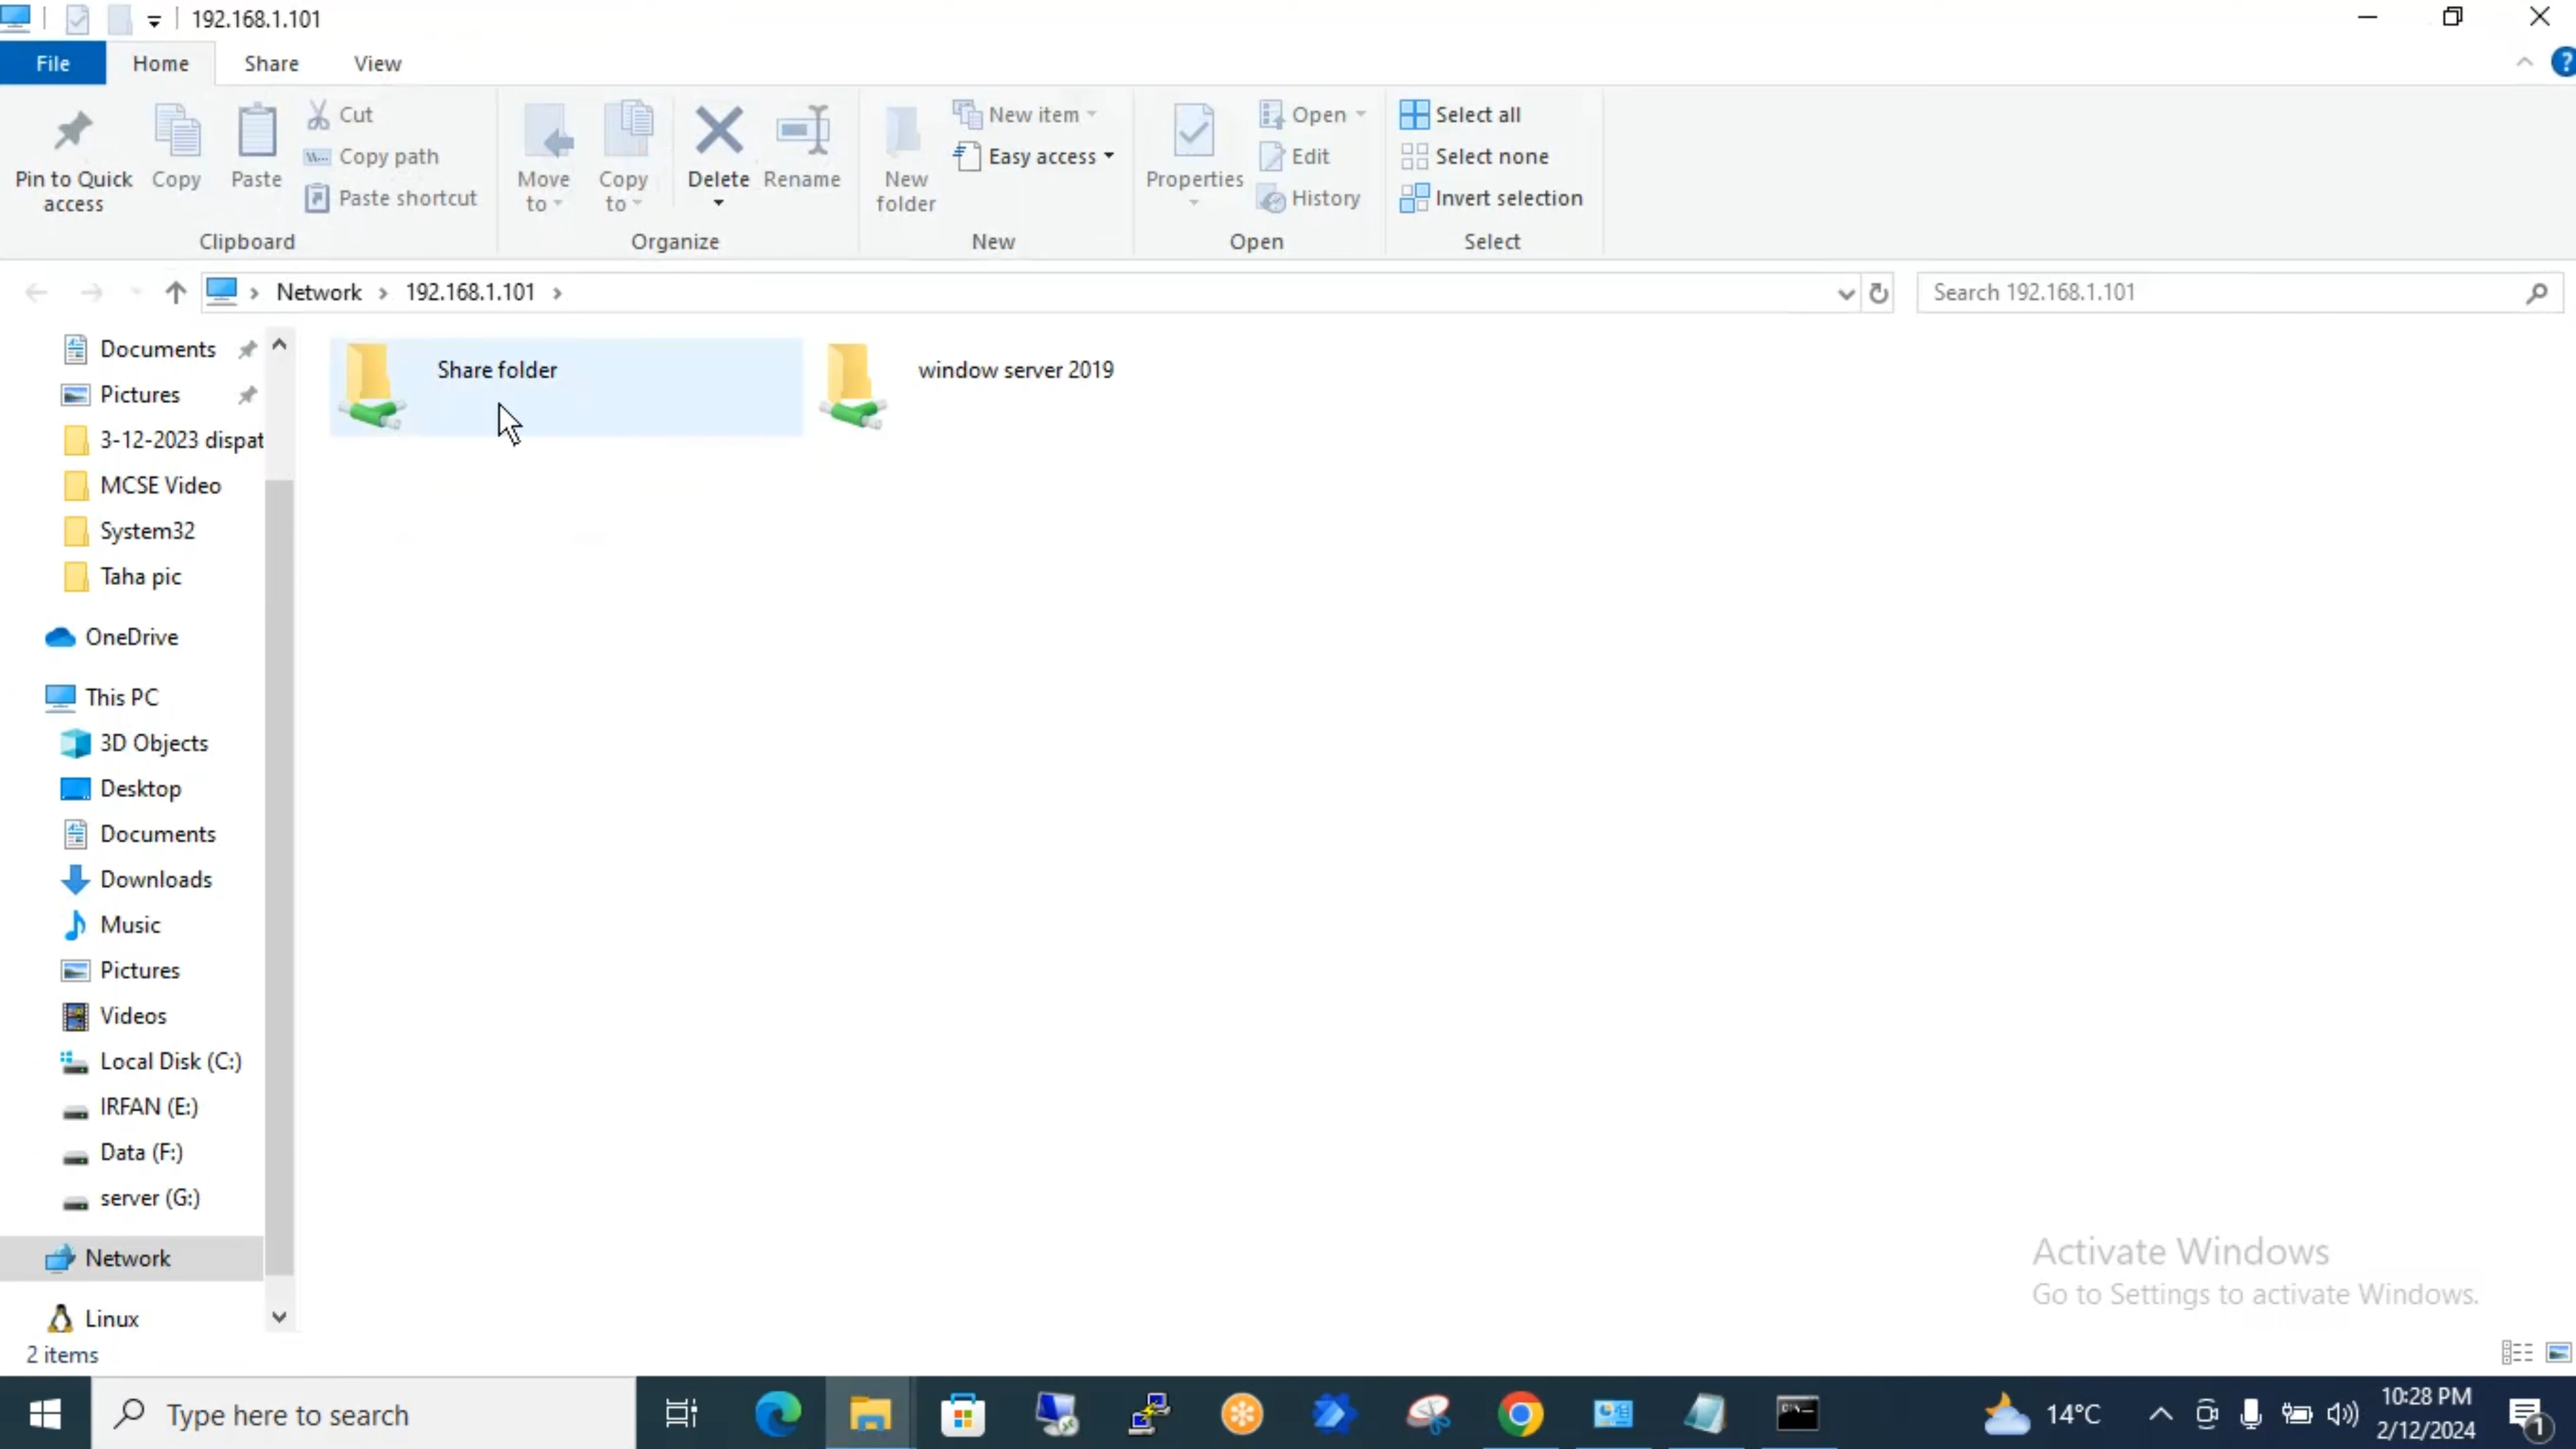 192.168.1.101
File
Home
Share
View
Pin to Quick
access
Copy
Paste
Cut
Copy path
Paste shortcut
Clipboard
Move
to
Copy
to
Delete
Rename
Organize
New
folder
New item
Easy access
New
Properties
Open
Edit
History
Open
Select all
Select none
Invert selection
Select
Network
192.168.1.101
Search 192.168.1.101
Documents
Pictures
3-12-2023 dispat
MCSE Video
System32
Taha pic
OneDrive
This PC
3D Objects
Desktop
Documents
Downloads
Music
Pictures
Videos
Local Disk (C:)
IRFAN (E:)
Data (F:)
server (G:)
Network
Linux
Share folder
window server 2019
Activate Windows
Go to Settings to activate Windows.
2 items
Type here to search
14°C
10:28 PM
2/12/2024
1